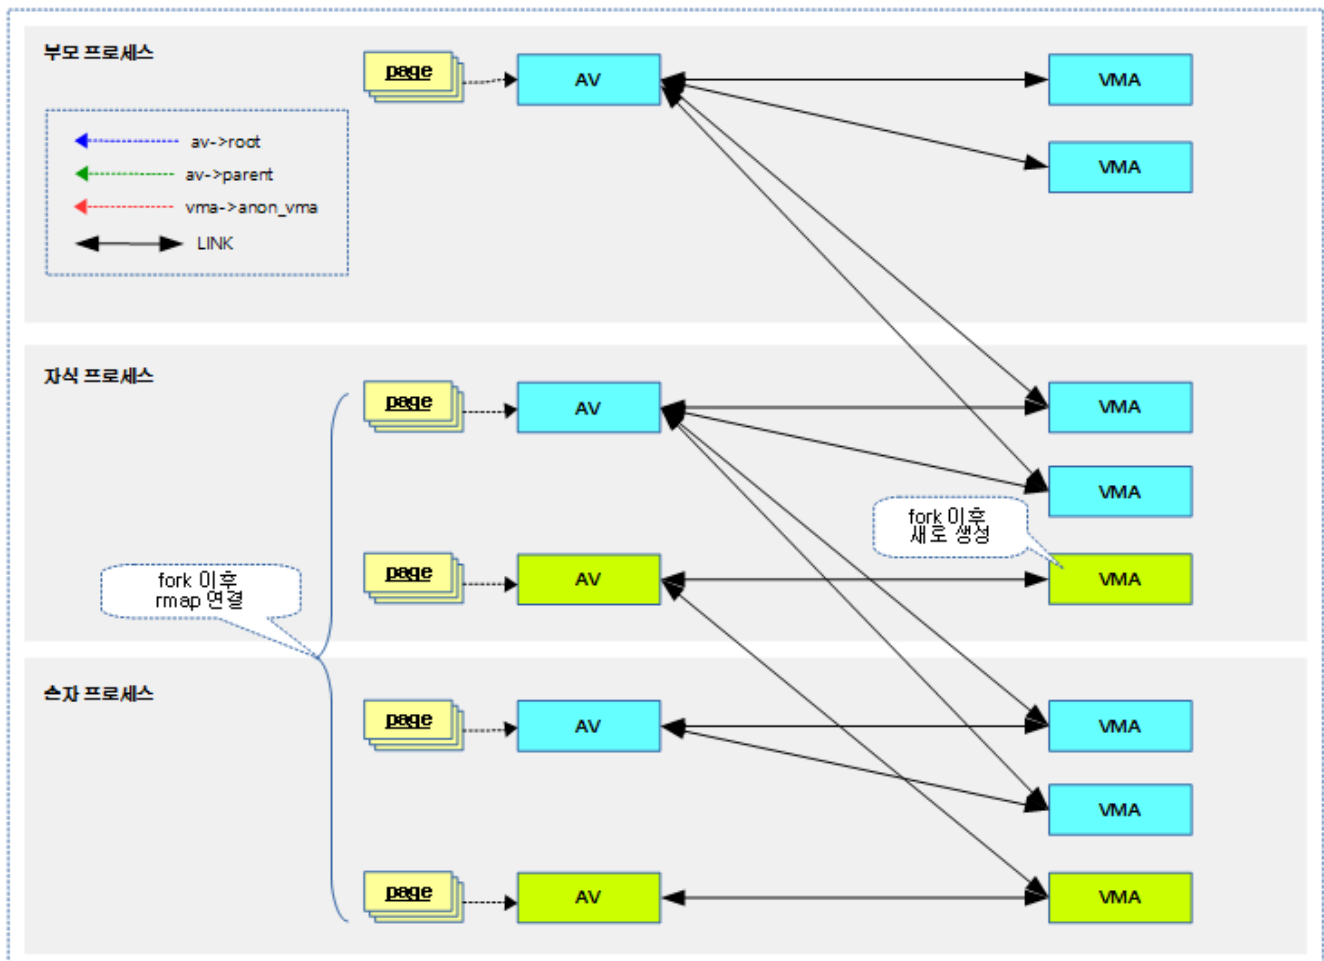 부모 프로세스
page
AV
VMA
av->root
av->parent
vma->anon_vma
LINK
VMA
자식 프로세스
page
AV
VMA
VMA
fork 이후
새로 생성
page
AV
VMA
fork 이후
rmap 연결
손자 프로세스
page
AV
VMA
VMA
page
AV
VMA